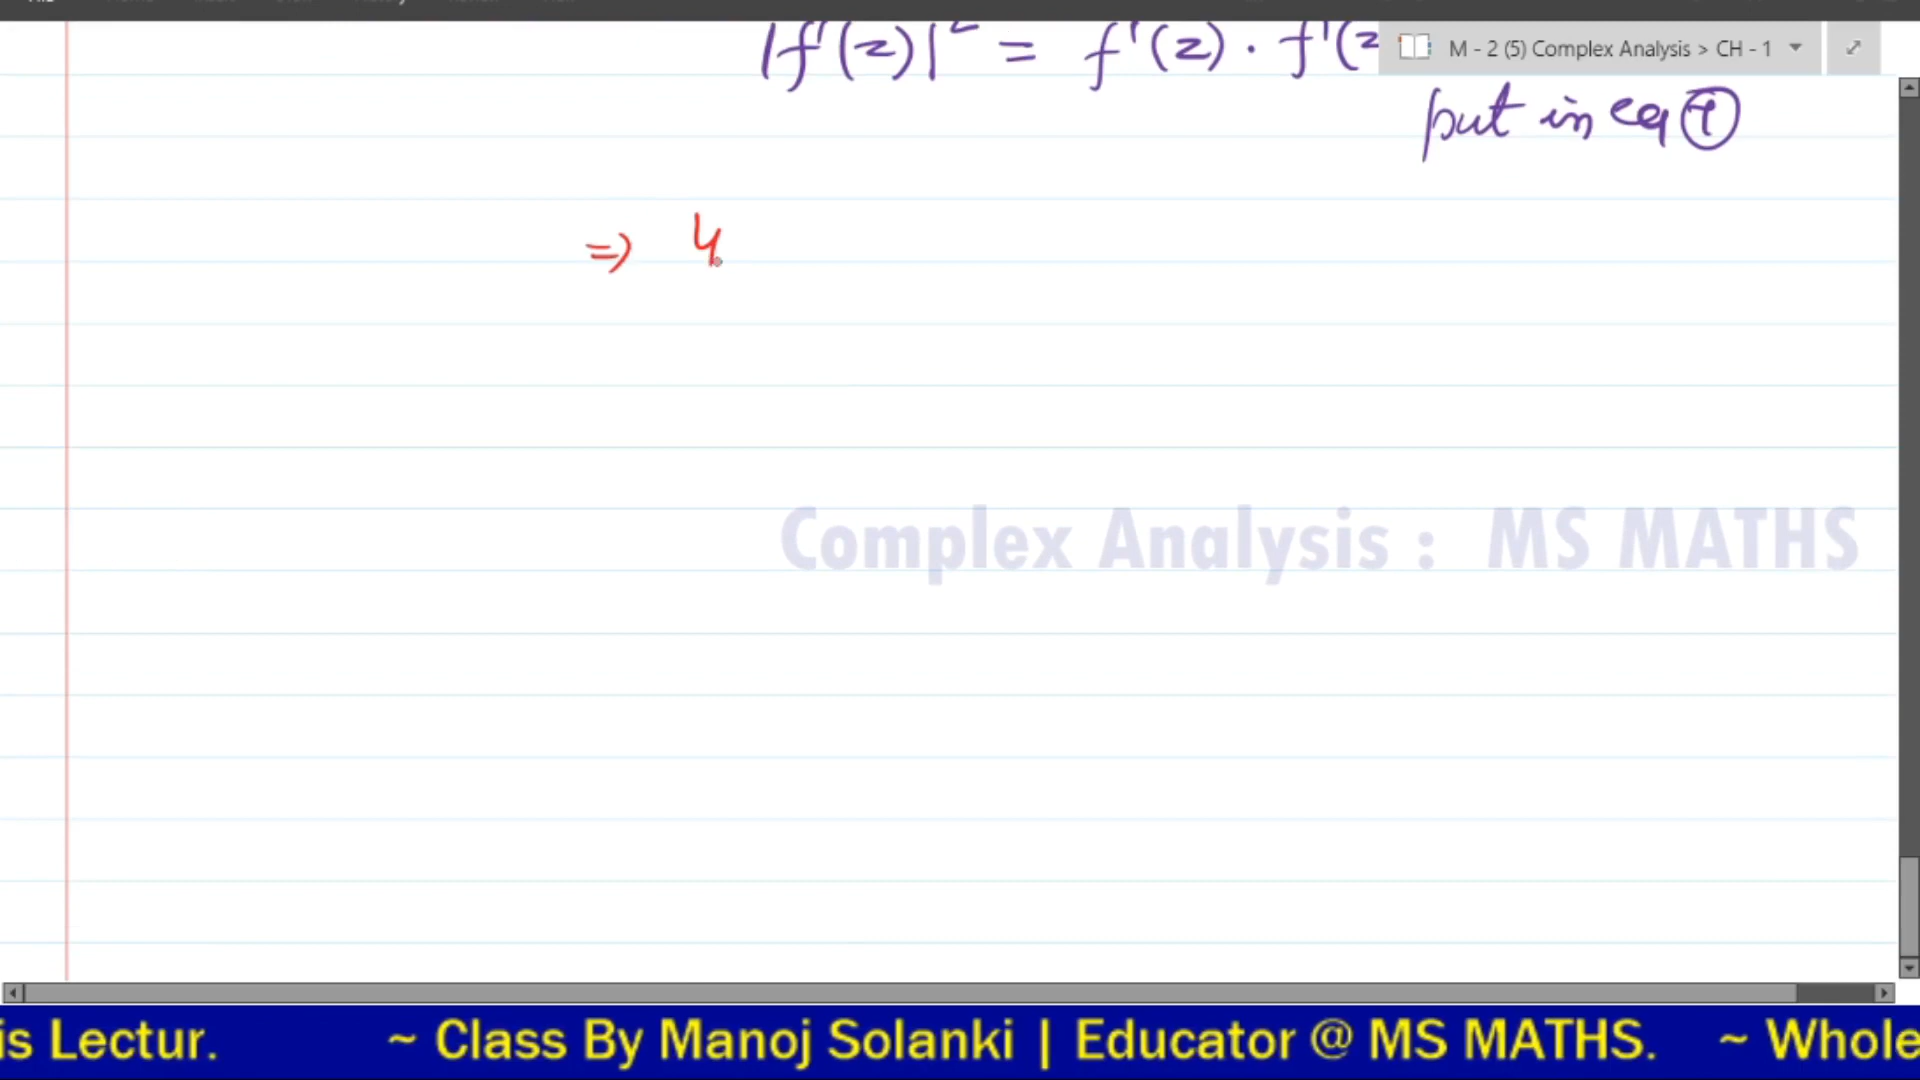 |f'(z)|² = f'(z) · f'(z
M - 2 (5) Complex Analysis > CH - 1
put in eq ①
=> 4
Complex Analysis : MS MATHS
is Lectur. ~ Class By Manoj Solanki | Educator @ MS MATHS. ~ Whole